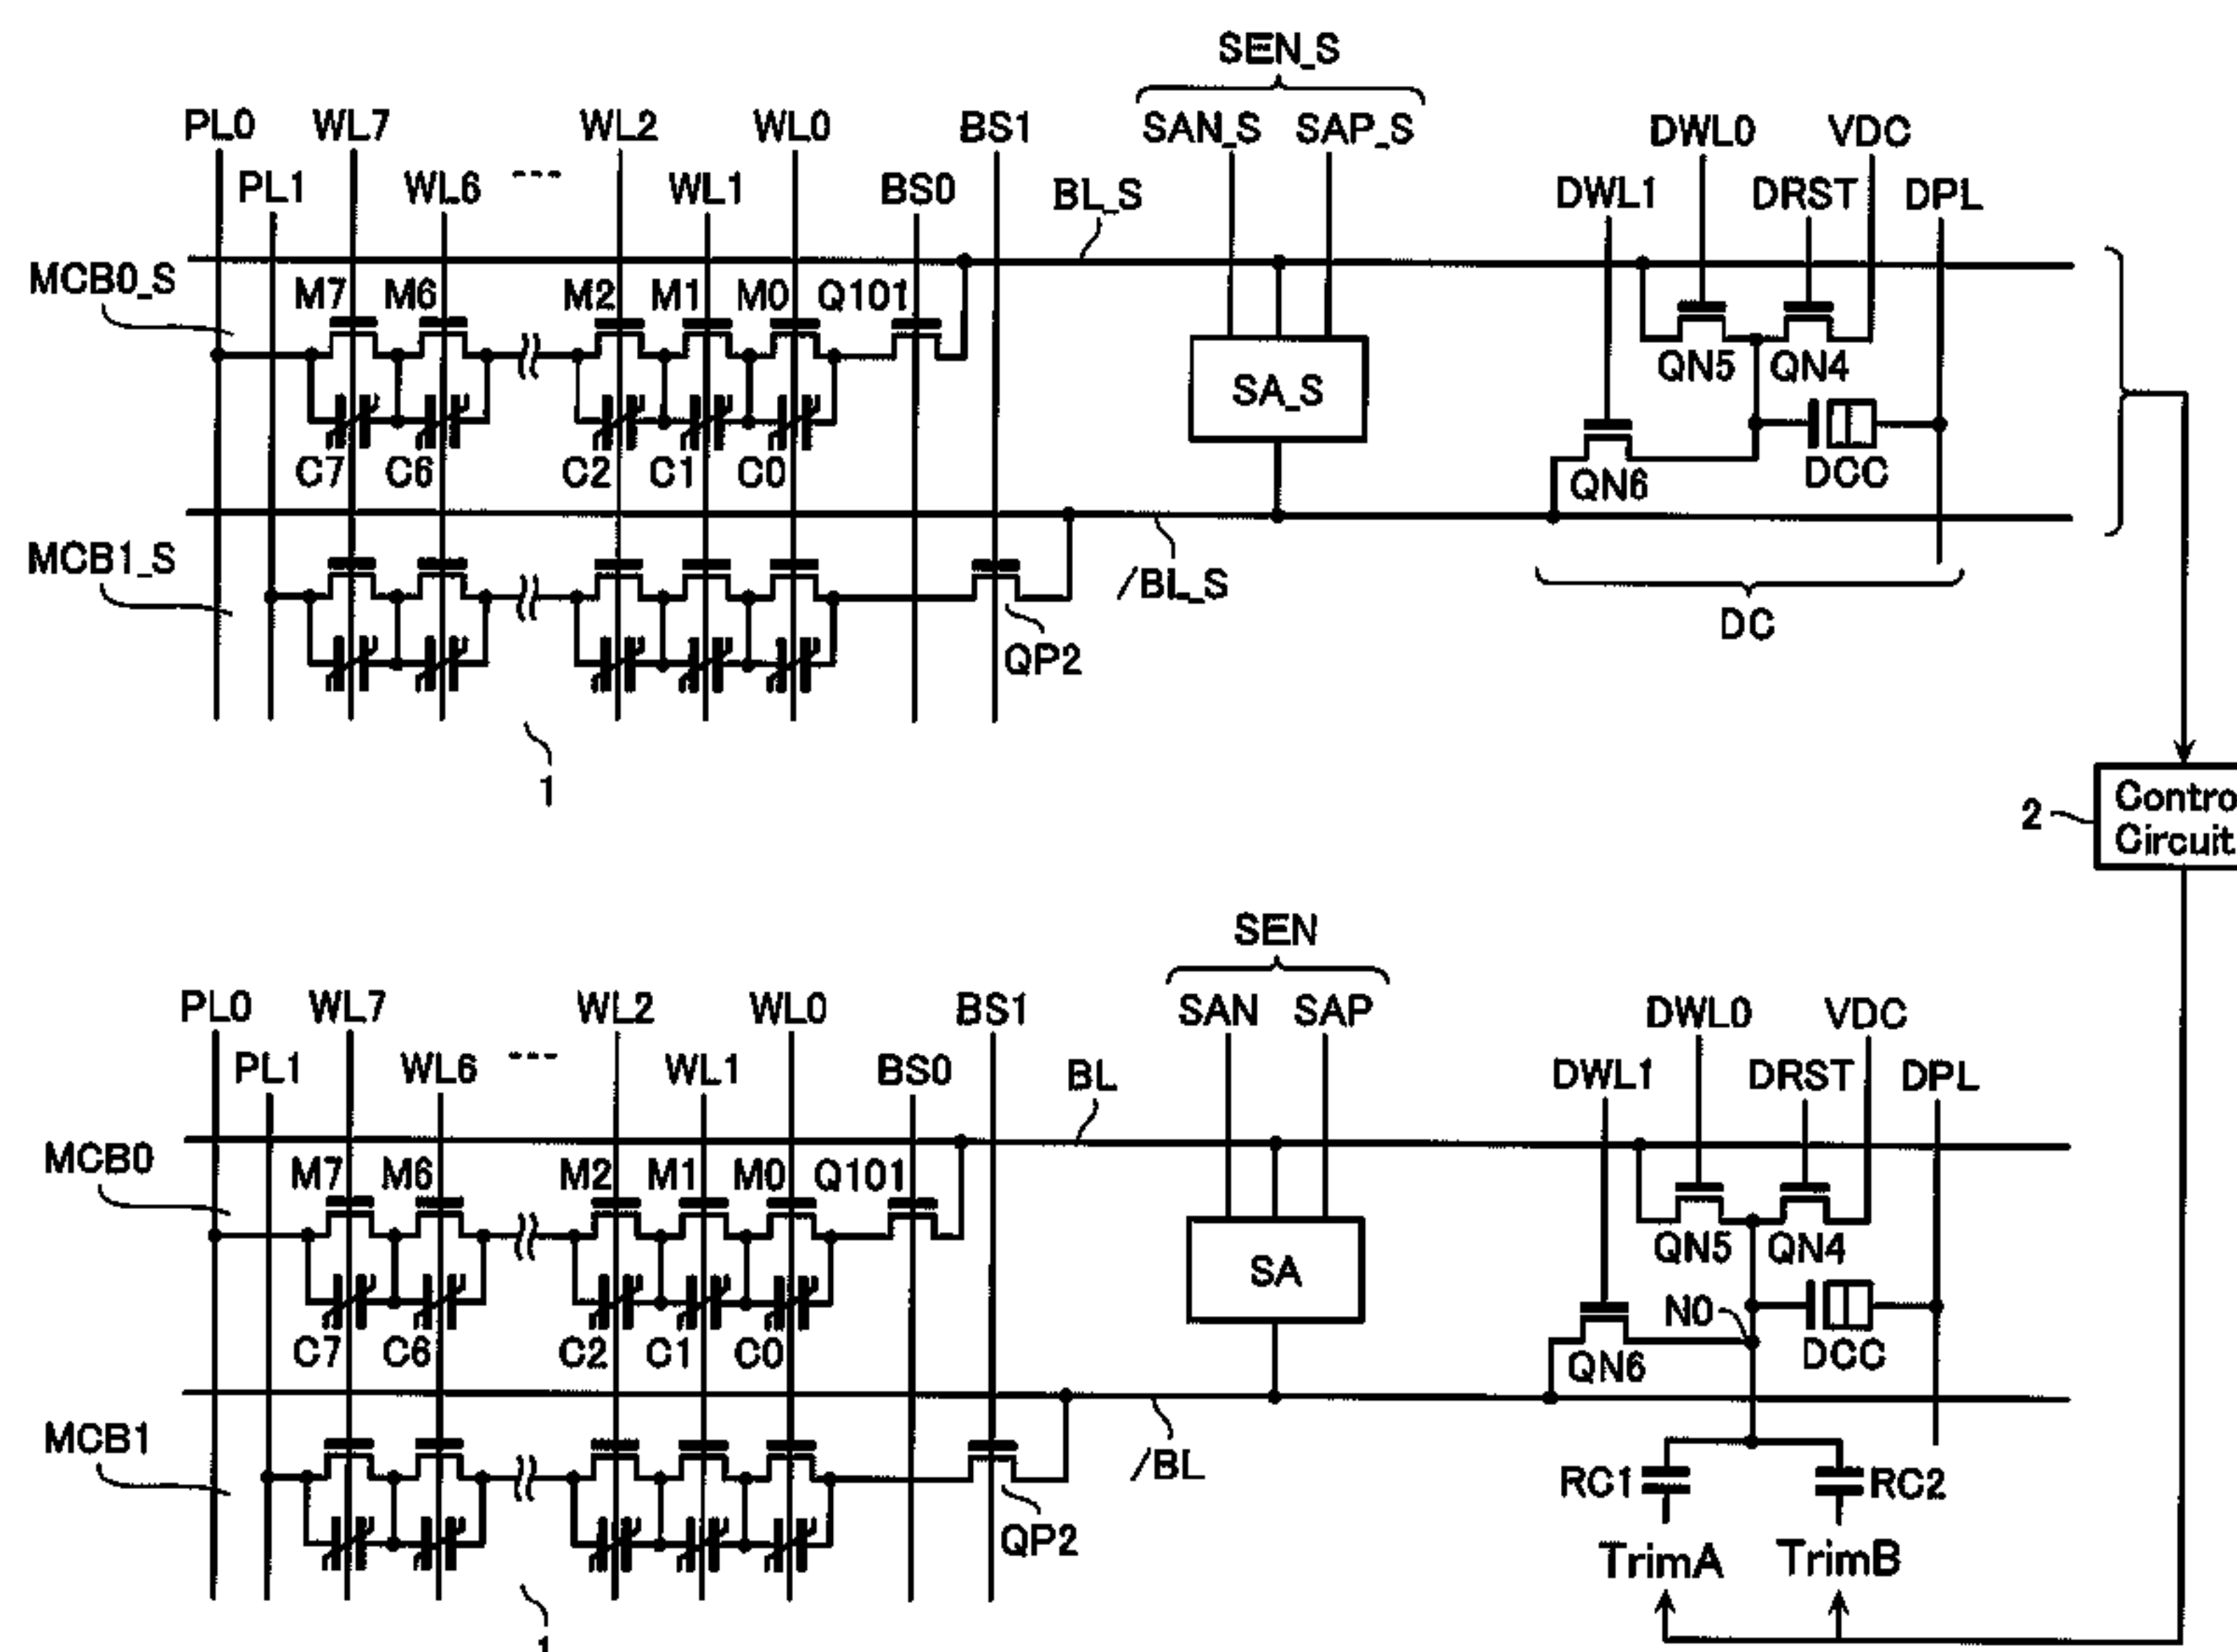 SEN_S
PL0 WL7 WL2 WL0 BS1 SAN_S SAP_S DWL0 VDC
PL1 WL6 --- WL1 BS0 BL_S DWL1 DRST DPL
MCB0_S M7 M6 M2 M1 M0 Q101
SA_S QN5 QN4
C7 C6 C2 C1 C0 QN6 DCC
MCB1_S /BL_S DC
QP2
1
2 Contro
Circuit
SEN
PL0 WL7 WL2 WL0 BS1 SAN SAP DWL0 VDC
PL1 WL6 --- WL1 BS0 BL DWL1 DRST DPL
MCB0 M7 M6 M2 M1 M0 Q101
SA QN5 QN4
N0
C7 C6 C2 C1 C0 QN6 DCC
MCB1 /BL RC1 RC2
QP2
TrimA TrimB
1